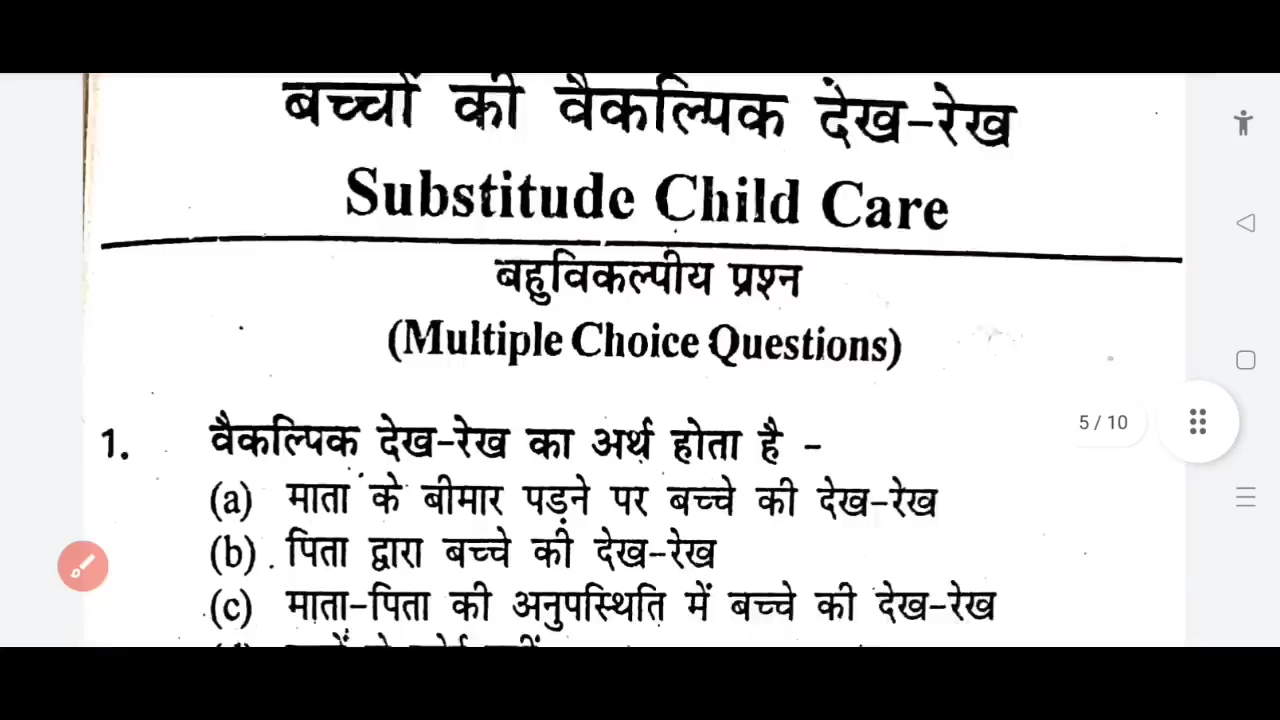 बच्चों की वैकल्पिक देख-रेख
Substitude Child Care
बहुविकल्पीय प्रश्न
(Multiple Choice Questions)
1. वैकल्पिक देख-रेख का अर्थ होता है -
(a) माता के बीमार पड़ने पर बच्चे की देख-रेख
(b) पिता द्वारा बच्चे की देख-रेख
(c) माता-पिता की अनुपस्थिति में बच्चे की देख-रेख
5 / 10